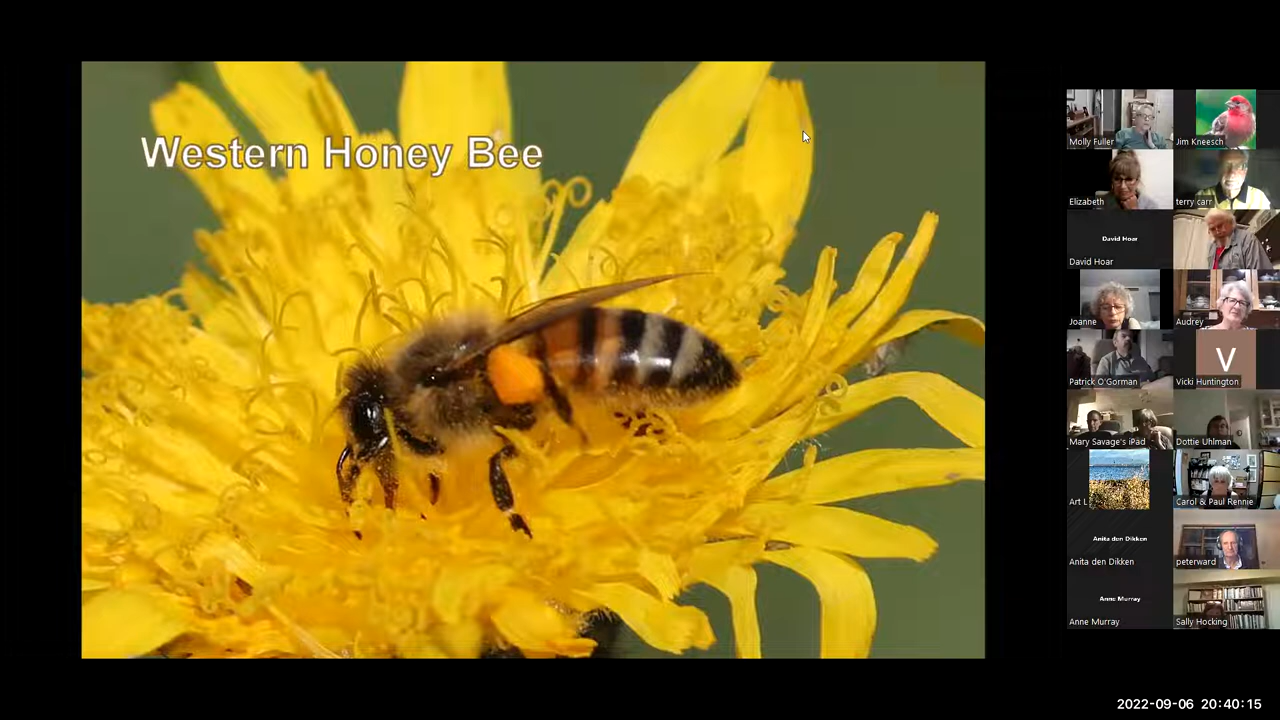 Western Honey Bee
Molly Fuller
Jim Kneesch
Elizabeth
terry carr
David Hoar
David Hoar
Joanne
Audrey
Patrick O'Gorman
V
Vicki Huntington
Mary Savage's iPad
Dottie Uhlman
Art L
Carol & Paul Rennie
Anita den Dikken
Anita den Dikken
peterward
Anne Murray
Anne Murray
Sally Hocking
2022-09-06 20:40:15